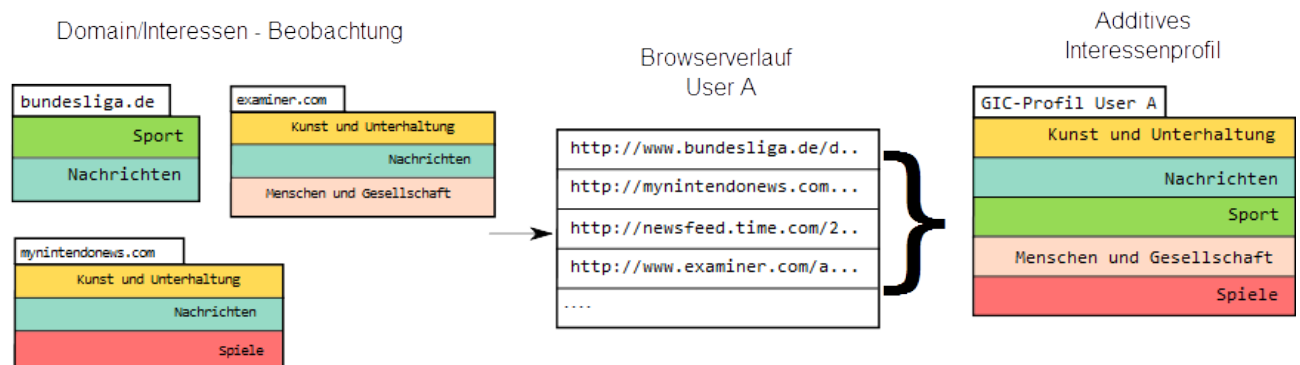 Domain/Interessen - Beobachtung
bundesliga.de
Sport
Nachrichten
examiner.com
Kunst und Unterhaltung
Nachrichten
Menschen und Gesellschaft
mynintendonews.com
Kunst und Unterhaltung
Nachrichten
Spiele
Browserverlauf
User A
http://www.bundesliga.de/d..
http://mynintendonews.com...
http://newsfeed.time.com/2..
http://www.examiner.com/a...
....
Additives
Interessenprofil
GIC-Profil User A
Kunst und Unterhaltung
Nachrichten
Sport
Menschen und Gesellschaft
Spiele